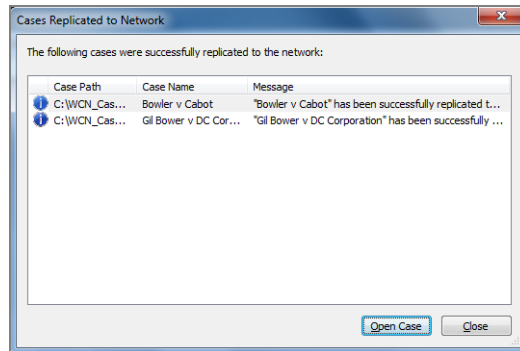 Cases Replicated to Network
The following cases were successfully replicated to the network:
Case Path Case Name Message
C:\WCN_Cas... Bowler v Cabot "Bowler v Cabot" has been successfully replicated t...
C:\WCN_Cas... Gil Bower v DC Cor... "Gil Bower v DC Corporation" has been successfully ...
Open Case Close